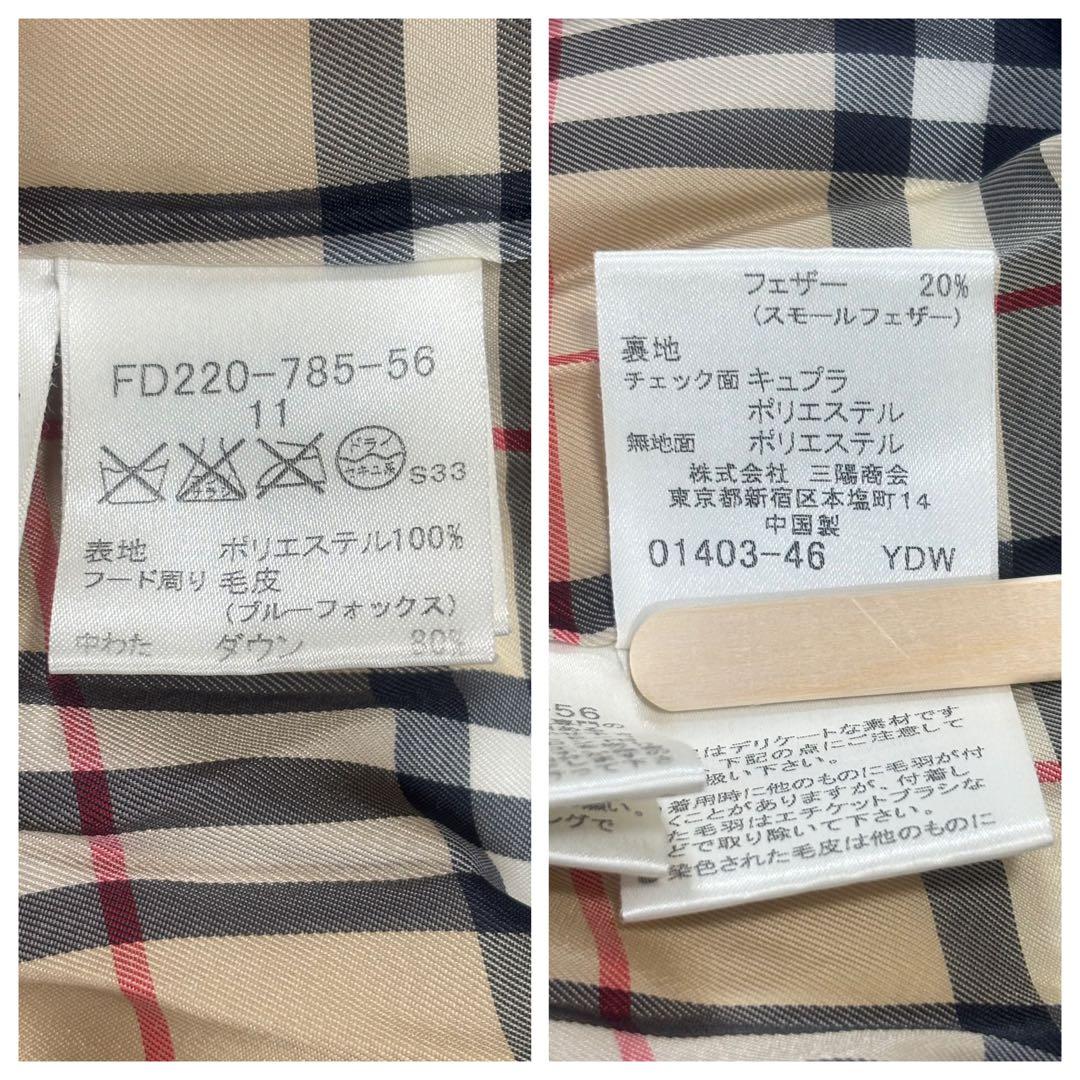 FD220-785-56
11
ドライ
セキユ系
S33
表地 ポリエステル100%
フード周り 毛皮
(ブルーフォックス)
中わた ダウン 80%
フェザー 20%
(スモールフェザー)
裏地
チェック面 キュプラ
ポリエステル
無地面 ポリエステル
株式会社 三陽商会
東京都新宿区本塩町14
中国製
01403-46 YDW
56
はデリケートな素材です
下記の点にご注意して
扱い下さい。
着用時に他のものに毛羽が付
くことがありますが、付着し
た毛羽はエチケットブラシな
どで取り除いて下さい。
染色された毛皮は他のものに
い。
ングで